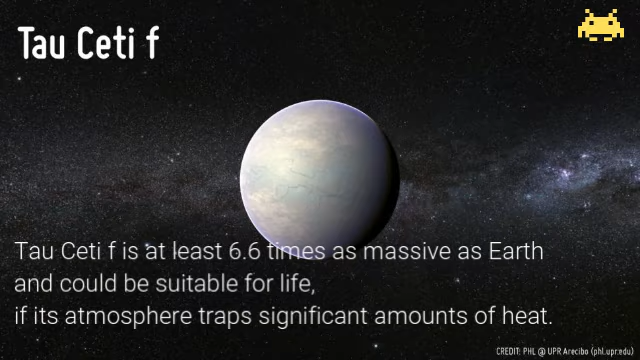 Tau Ceti f
Tau Ceti f is at least 6.6 times as massive as Earth
and could be suitable for life,
if its atmosphere traps significant amounts of heat.
CREDIT: PHL @ UPR Arecibo (phl.upr.edu)